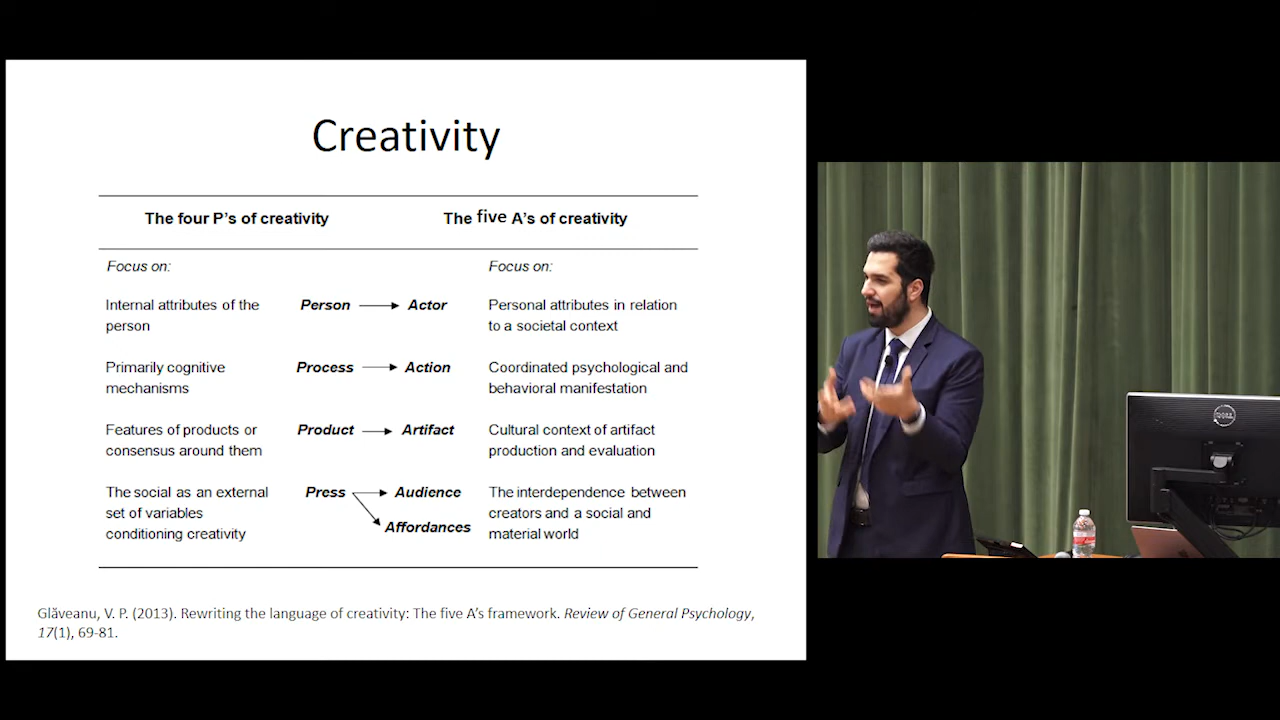 Creativity
The four P's of creativity
The five A's of creativity
Focus on:
Focus on:
Internal attributes of the
person
Person
Actor
Personal attributes in relation
to a societal context
Primarily cognitive
mechanisms
Process
Action
Coordinated psychological and
behavioral manifestation
Features of products or
consensus around them
Product
Artifact
Cultural context of artifact
production and evaluation
The social as an external
set of variables
conditioning creativity
Press
Audience
Affordances
The interdependence between
creators and a social and
material world
Glăveanu, V. P. (2013). Rewriting the language of creativity: The five A's framework. Review of General Psychology,
17(1), 69-81.
DELL